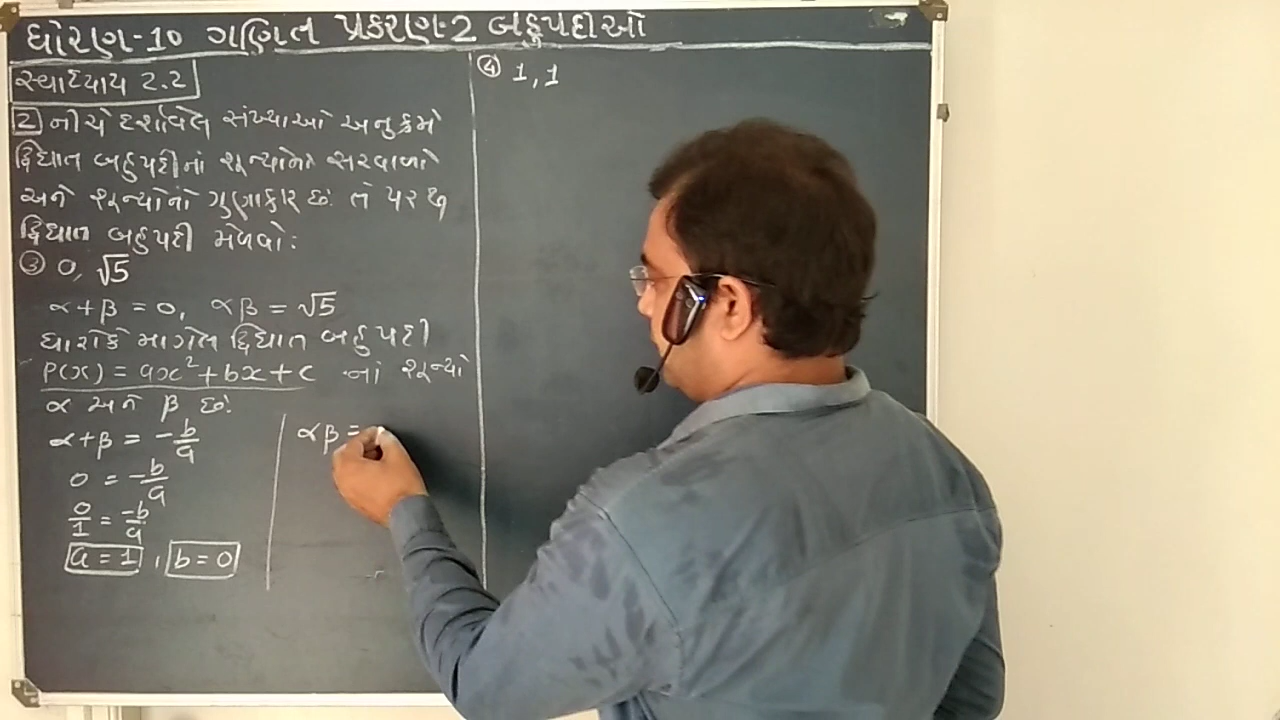 ધોરણ-10 ગણિત પ્રકરણ-2 બહુપદીઓ
સ્વાધ્યાય 2.2
2 નીચે દર્શાવેલ સંખ્યાઓ અનુક્રમે
દ્વિઘાત બહુપદીનાં શૂન્યોનો સરવાળો
અને શૂન્યોનો ગુણાકાર છે. તે પરથી
દ્વિઘાત બહુપદી મેળવો:
③ 0, √5
α+β = 0, αβ = √5
ધારોકે માગેલ દ્વિઘાત બહુપદી
P(x) = ax²+bx+c નાં શૂન્યો
α અને β છે.
α+β = -b/a
0 = -b/a
0/1 = -b/a
a = 1, b = 0
αβ =
④ 1, 1